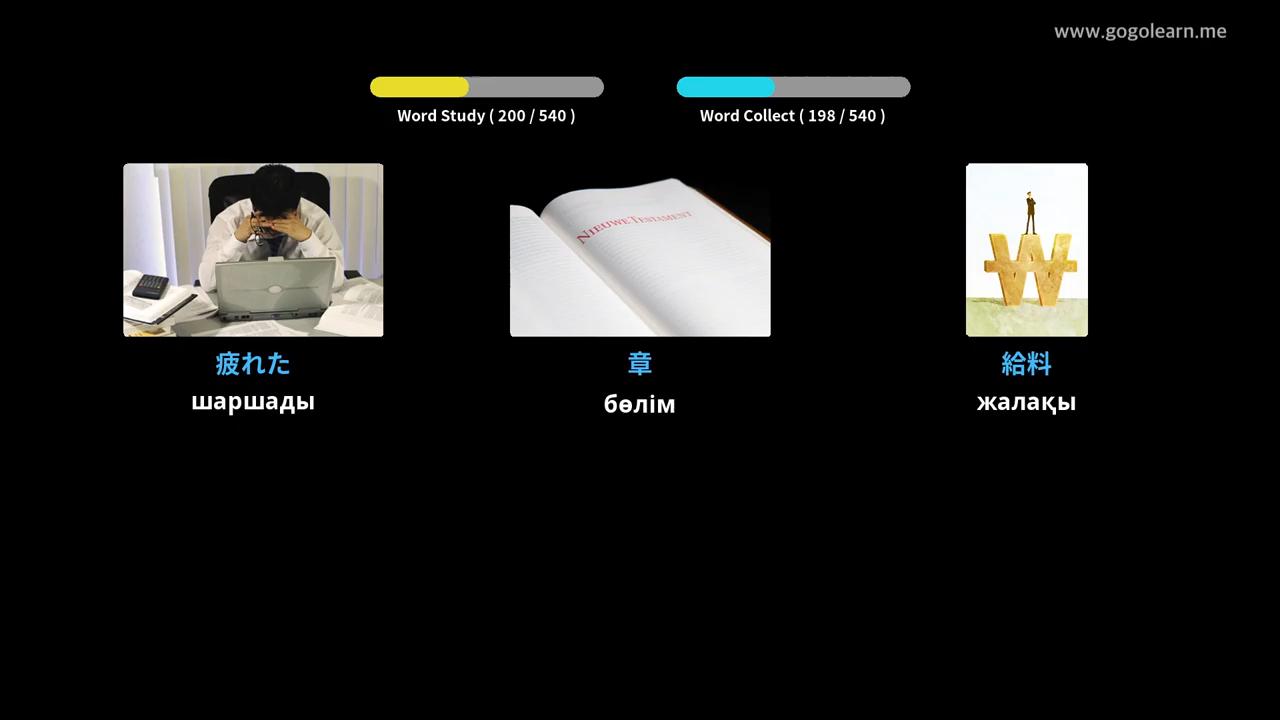 www.gogolearn.me
Word Study ( 200 / 540 )
Word Collect ( 198 / 540 )
NIEUWE TESTAMENT
疲れた
章
給料
шаршады
бөлім
жалақы